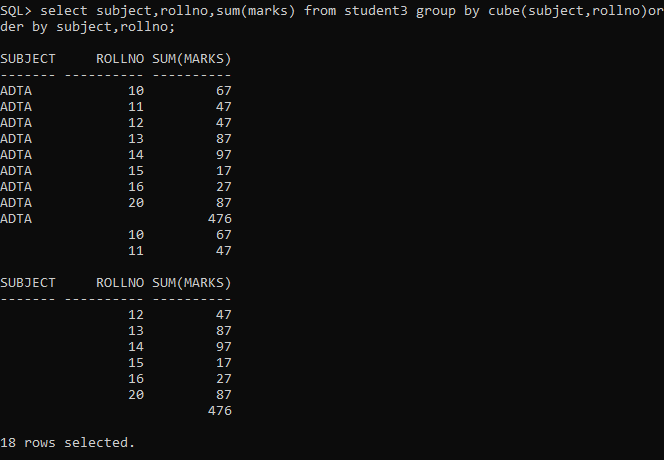 SQL> select subject,rollno,sum(marks) from student3 group by cube(subject,rollno)or
der by subject,rollno;
SUBJECT     ROLLNO SUM(MARKS)
------- ---------- ----------
ADTA            10         67
ADTA            11         47
ADTA            12         47
ADTA            13         87
ADTA            14         97
ADTA            15         17
ADTA            16         27
ADTA            20         87
ADTA                      476
                10         67
                11         47
SUBJECT     ROLLNO SUM(MARKS)
------- ---------- ----------
                12         47
                13         87
                14         97
                15         17
                16         27
                20         87
                          476
18 rows selected.